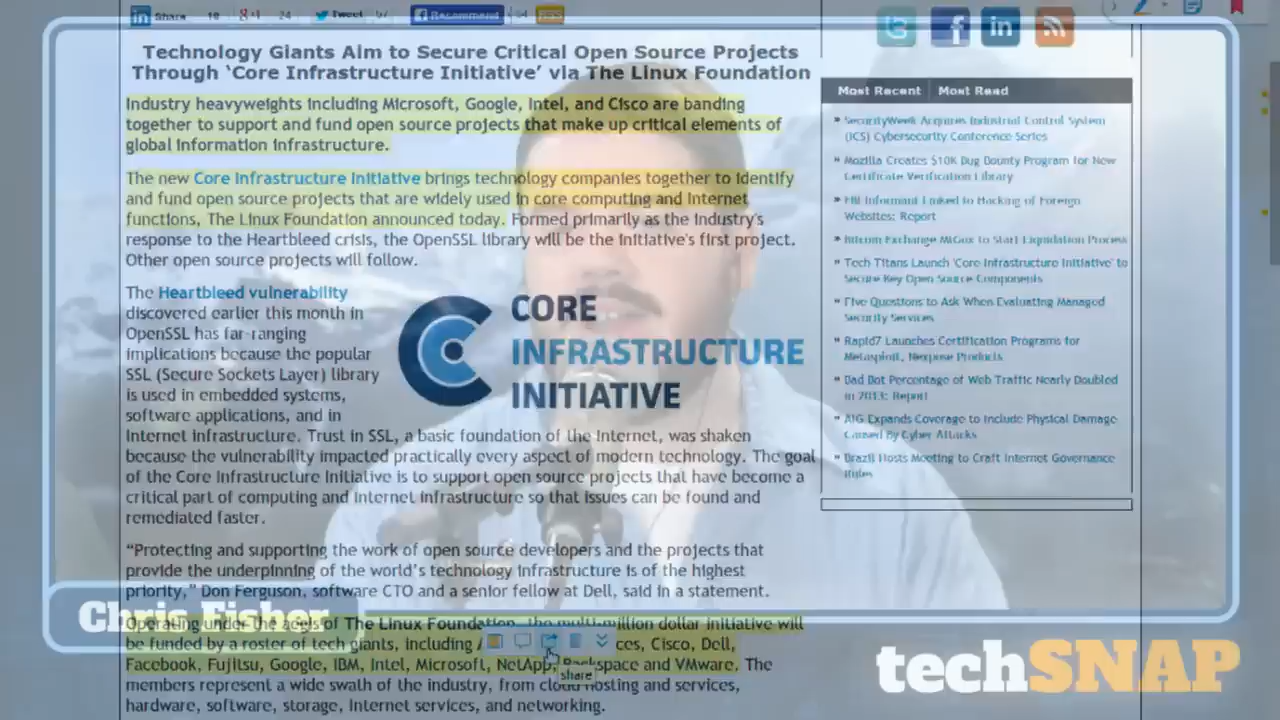 Share
18
g+1
24
Tweet
57
Recommend
Technology Giants Aim to Secure Critical Open Source Projects
Through ‘Core Infrastructure Initiative’ via The Linux Foundation
Industry heavyweights including Microsoft, Google, Intel, and Cisco are banding
together to support and fund open source projects that make up critical elements of
global information infrastructure.
The new Core Infrastructure Initiative brings technology companies together to identify
and fund open source projects that are widely used in core computing and Internet
functions, The Linux Foundation announced today. Formed primarily as the industry's
response to the Heartbleed crisis, the OpenSSL library will be the initiative's first project.
Other open source projects will follow.
The Heartbleed vulnerability
discovered earlier this month in
OpenSSL has far-ranging
implications because the popular
SSL (Secure Sockets Layer) library
is used in embedded systems,
software applications, and in
Internet infrastructure. Trust in SSL, a basic foundation of the Internet, was shaken
because the vulnerability impacted practically every aspect of modern technology. The goal
of the Core Infrastructure Initiative is to support open source projects that have become a
critical part of computing and Internet infrastructure so that issues can be found and
remediated faster.
CORE
INFRASTRUCTURE
INITIATIVE
“Protecting and supporting the work of open source developers and the projects that
provide the underpinning of the world’s technology infrastructure is of the highest
priority,” Don Ferguson, software CTO and a senior fellow at Dell, said in a statement.
Operating under the aegis of The Linux Foundation, the multi-million dollar initiative will
be funded by a roster of tech giants, including ces, Cisco, Dell,
Facebook, Fujitsu, Google, IBM, Intel, Microsoft, NetApp, Rackspace and VMware. The
members represent a wide swath of the industry, from cloud hosting and services,
hardware, software, storage, Internet services, and networking.
share
Most Recent Most Read
SecurityWeek Acquires Industrial Control System
(ICS) Cybersecurity Conference Series
Mozilla Creates $10K Bug Bounty Program for New
Certificate Verification Library
FBI Informant Linked to Hacking of Foreign
Websites: Report
Bitcoin Exchange MtGox to Start Liquidation Process
Tech Titans Launch 'Core Infrastructure Initiative' to
Secure Key Open Source Components
Five Questions to Ask When Evaluating Managed
Security Services
Rapid7 Launches Certification Programs for
Metasploit, Nexpose Products
Bad Bot Percentage of Web Traffic Nearly Doubled
in 2013: Report
AIG Expands Coverage to Include Physical Damage
Caused By Cyber Attacks
Brazil Hosts Meeting to Craft Internet Governance
Rules
Chris Fisher
techSNAP